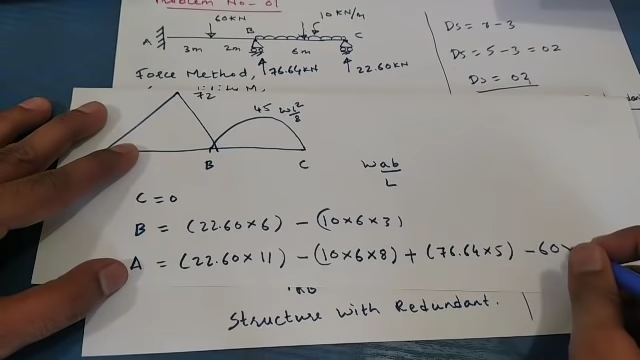 Problem No- 01
60KN
10 KN/m
A
B
C
3m
2m
6m
Force Method,
76.64KN
22.60KN
Ds = r - 3
Ds = 5 - 3 = 02
Ds = 02
72
45
wl²/8
B
C
Wab/L
C = 0
B = (22.60×6) - (10×6×3)
A = (22.60×11) - (10×6×8) + (76.64×5) - 60×
Structure with Redundant.